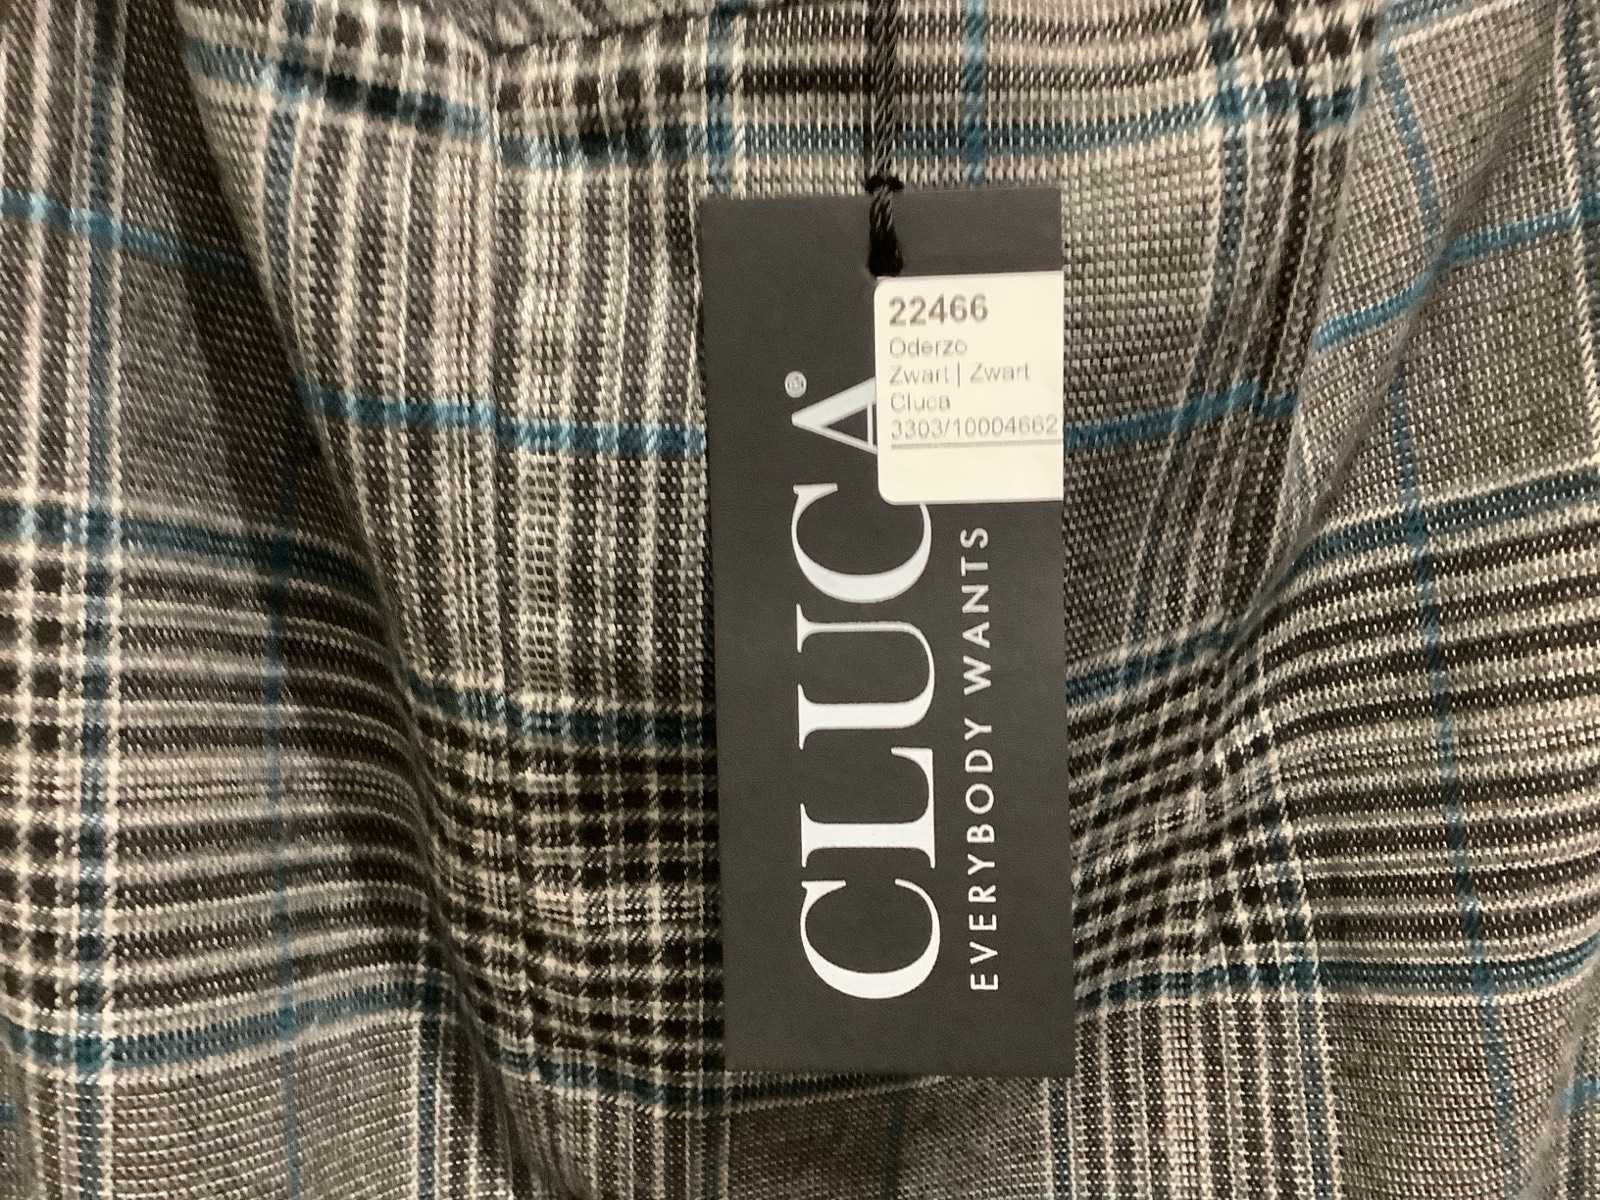 22466
Oderzo
Zwart | Zwart
Cluca
3303/10004662
CLUCA®
EVERYBODY WANTS